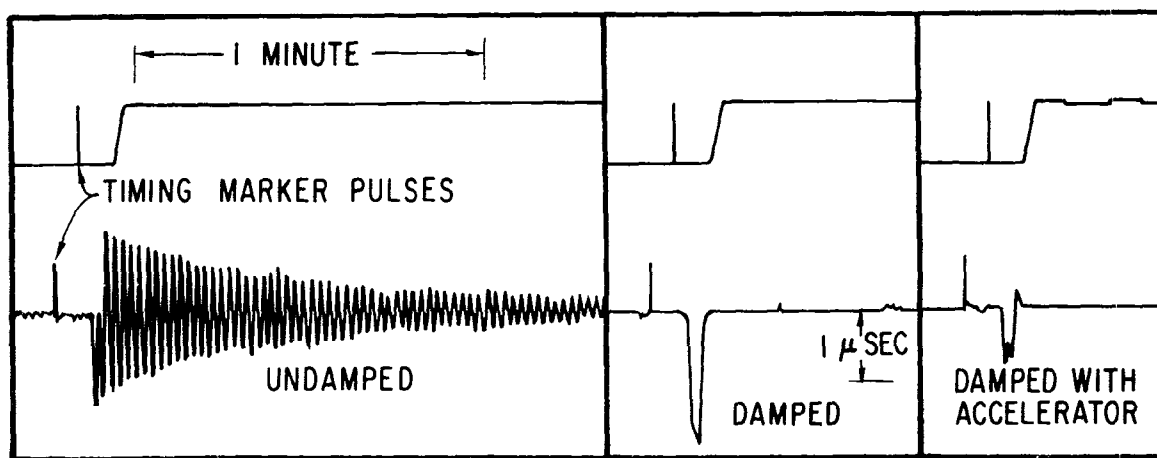 1 MINUTE
TIMING MARKER PULSES
UNDAMPED
1 μ SEC
DAMPED
DAMPED WITH
ACCELERATOR